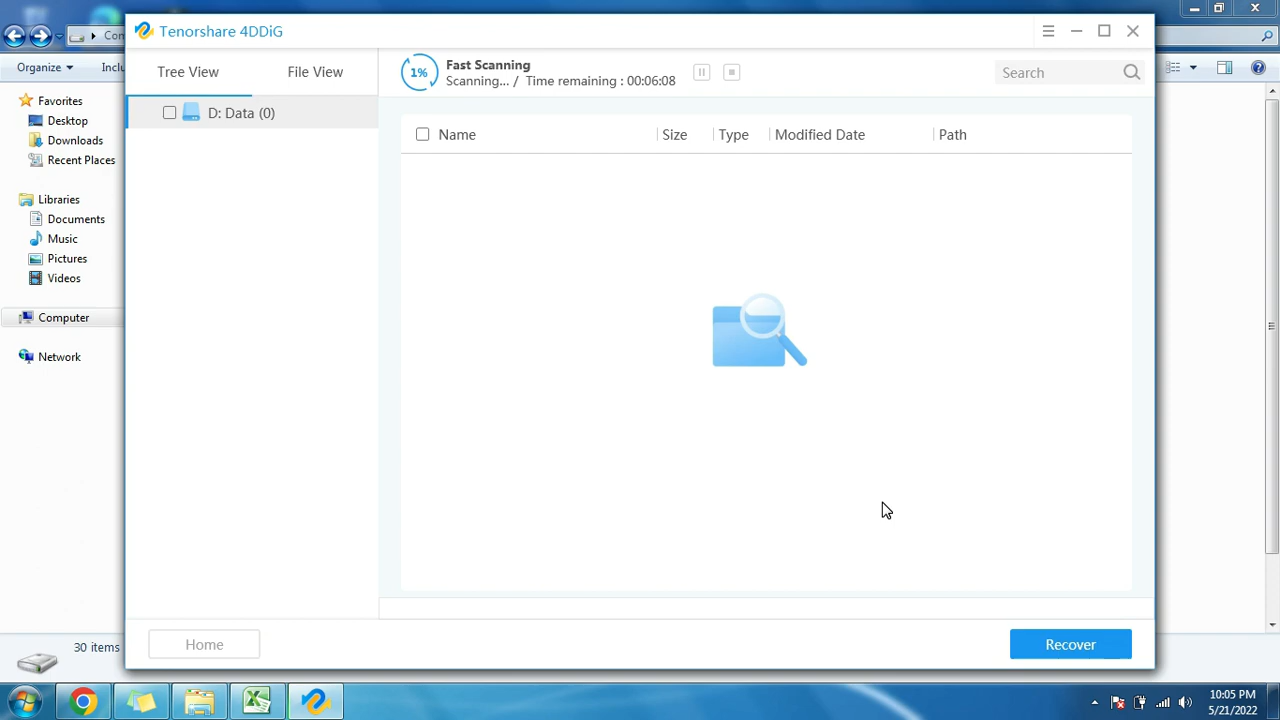 Tenorshare 4DDiG
Com
Organize
Inclu
Tree View
File View
1%
Fast Scanning
Scanning... / Time remaining : 00:06:08
Search
D: Data (0)
Name
Size
Type
Modified Date
Path
Favorites
Desktop
Downloads
Recent Places
Libraries
Documents
Music
Pictures
Videos
Computer
Network
30 items
Home
Recover
10:05 PM
5/21/2022